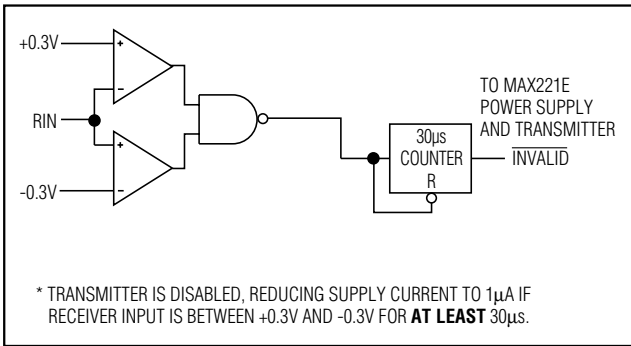 +0.3V
+
-
RIN
+
-
-0.3V
30µs
COUNTER
R
TO MAX221E
POWER SUPPLY
AND TRANSMITTER
INVALID
* TRANSMITTER IS DISABLED, REDUCING SUPPLY CURRENT TO 1µA IF
RECEIVER INPUT IS BETWEEN +0.3V AND -0.3V FOR AT LEAST 30µs.